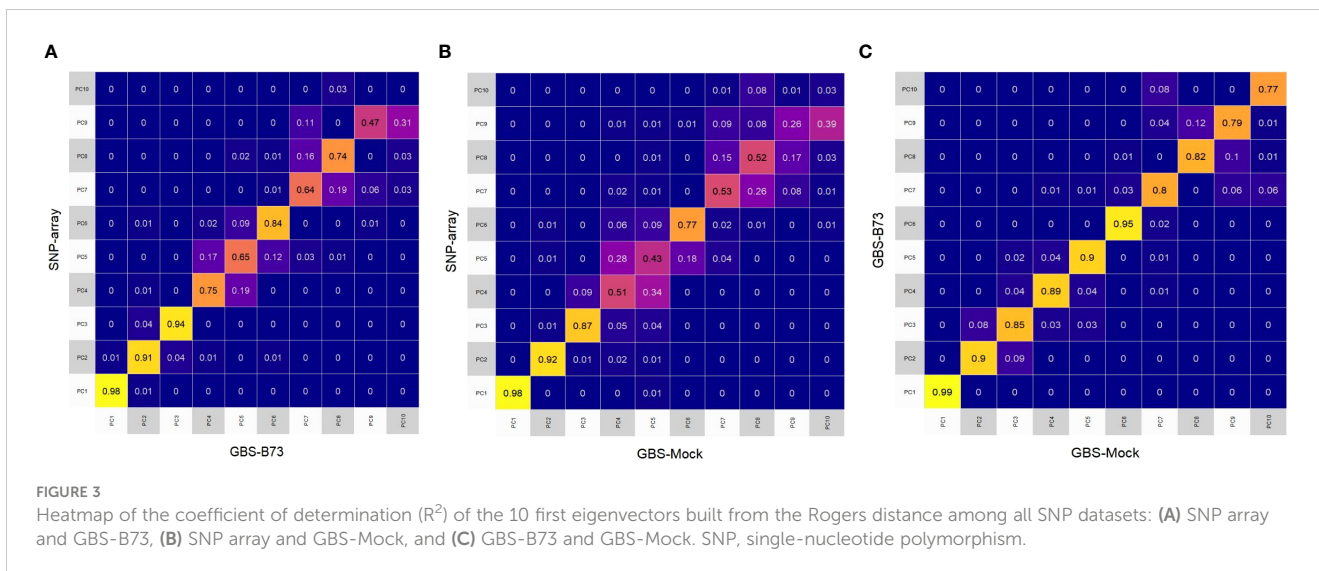 A
SNP-array
PC10 0 0 0 0 0 0 0 0.03 0 0
PC9 0 0 0 0 0 0 0.11 0 0.47 0.31
PC8 0 0 0 0 0.02 0.01 0.16 0.74 0 0.03
PC7 0 0 0 0 0 0.01 0.64 0.19 0.06 0.03
PC6 0 0.01 0 0.02 0.09 0.84 0 0 0.01 0
PC5 0 0 0 0.17 0.65 0.12 0.03 0.01 0 0
PC4 0 0.01 0 0.75 0.19 0 0 0 0 0
PC3 0 0.04 0.94 0 0 0 0 0 0 0
PC2 0.01 0.91 0.04 0.01 0 0.01 0 0 0 0
PC1 0.98 0.01 0 0 0 0 0 0 0 0
PC1 PC2 PC3 PC4 PC5 PC6 PC7 PC8 PC9 PC10
GBS-B73
B
SNP-array
PC10 0 0 0 0 0 0 0.01 0.08 0.01 0.03
PC9 0 0 0 0.01 0.01 0.01 0.09 0.08 0.26 0.39
PC8 0 0 0 0 0.01 0 0.15 0.52 0.17 0.03
PC7 0 0 0 0.02 0.01 0 0.53 0.26 0.08 0.01
PC6 0 0.01 0 0.06 0.09 0.77 0 0.02 0.01 0
PC5 0 0.01 0 0.28 0.43 0.18 0.04 0 0 0
PC4 0 0 0.09 0.51 0.34 0 0 0 0 0
PC3 0 0.01 0.87 0.05 0.04 0 0 0 0 0
PC2 0 0.92 0.01 0.02 0.01 0 0 0 0 0
PC1 0.98 0 0 0 0.01 0 0 0 0 0
PC1 PC2 PC3 PC4 PC5 PC6 PC7 PC8 PC9 PC10
GBS-Mock
C
GBS-B73
PC10 0 0 0 0 0 0 0.08 0 0 0.77
PC9 0 0 0 0 0 0 0.04 0.12 0.79 0.01
PC8 0 0 0 0 0 0.01 0 0.82 0.1 0.01
PC7 0 0 0 0.01 0.01 0.03 0.8 0 0.06 0.06
PC6 0 0 0 0 0 0.95 0.02 0 0 0
PC5 0 0 0.02 0.04 0.9 0 0.01 0 0 0
PC4 0 0 0.04 0.89 0.04 0 0.01 0 0 0
PC3 0 0.08 0.85 0.03 0.03 0 0 0 0 0
PC2 0 0.9 0.09 0 0 0 0 0 0 0
PC1 0.99 0 0 0 0 0 0 0 0 0
PC1 PC2 PC3 PC4 PC5 PC6 PC7 PC8 PC9 PC10
GBS-Mock
FIGURE 3
Heatmap of the coefficient of determination (R²) of the 10 first eigenvectors built from the Rogers distance among all SNP datasets: (A) SNP array
and GBS-B73, (B) SNP array and GBS-Mock, and (C) GBS-B73 and GBS-Mock. SNP, single-nucleotide polymorphism.